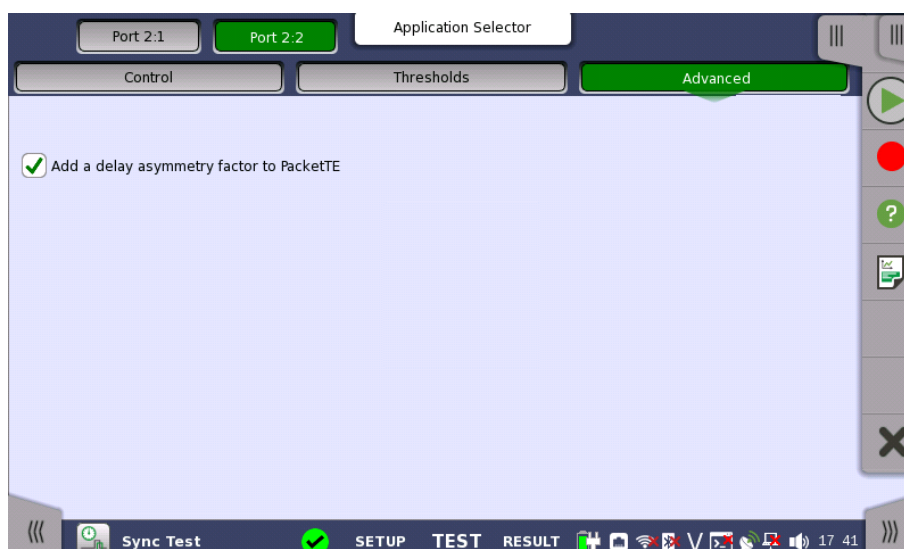 Port 2:1
Port 2:2
Application Selector
Control
Thresholds
Advanced
Add a delay asymmetry factor to PacketTE
Sync Test
SETUP
TEST
RESULT
17 41